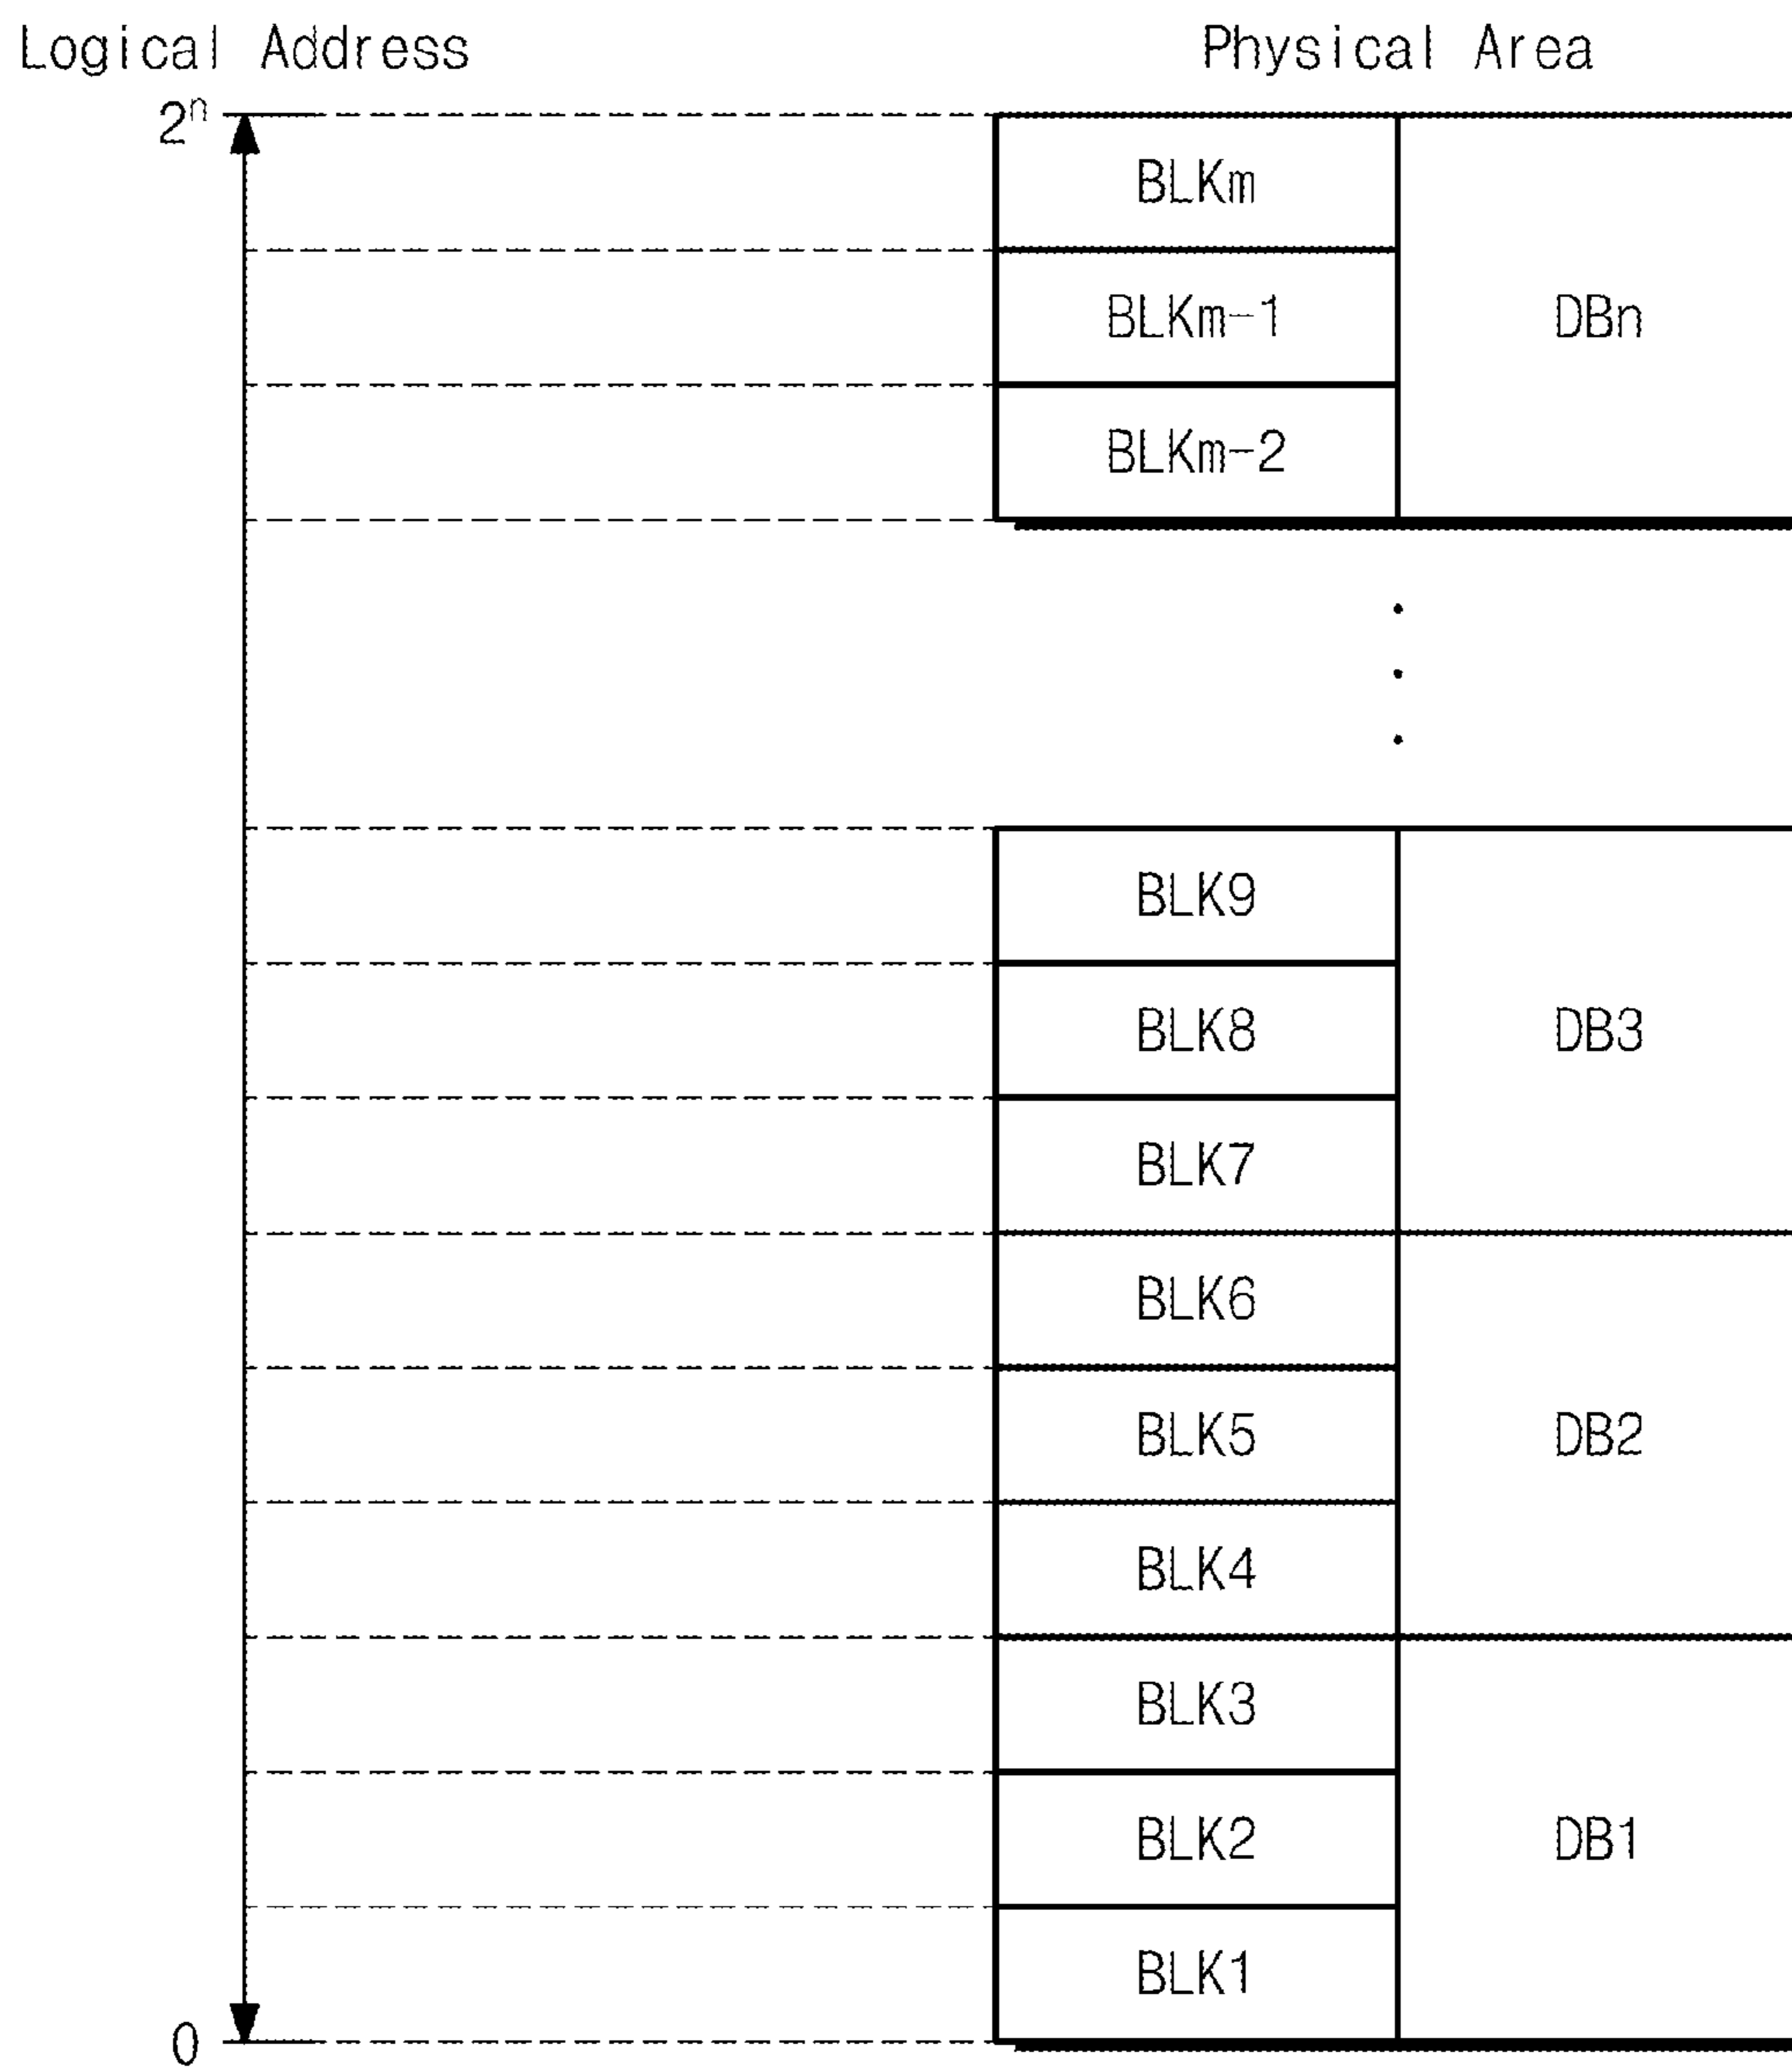 Logical Address Physical Area
2ⁿ
BLKm
BLKm-1 DBn
BLKm-2
BLK9
BLK8 DB3
BLK7
BLK6
BLK5 DB2
BLK4
BLK3
BLK2 DB1
BLK1
0